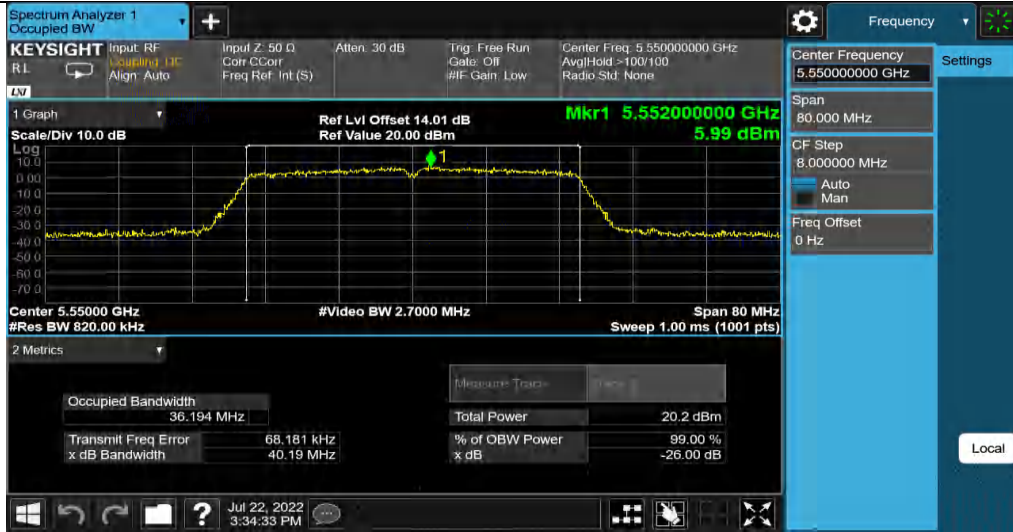 Spectrum Analyzer 1
Occupied BW
+
Frequency
KEYSIGHT
RL
LXI
Input: RF
Coupling: DC
Align: Auto
Input Z: 50 Ω
Corr CCorr
Freq Ref: Int (S)
Atten: 30 dB
Trig: Free Run
Gate: Off
#IF Gain: Low
Center Freq: 5.550000000 GHz
Avg|Hold >100/100
Radio Std: None
1 Graph
Scale/Div 10.0 dB
Ref Lvl Offset 14.01 dB
Ref Value 20.00 dBm
Mkr1 5.552000000 GHz
5.99 dBm
Log
10.0
0.00
-10.0
-20.0
-30.0
-40.0
-50.0
-60.0
-70.0
1
Center 5.55000 GHz
#Res BW 820.00 kHz
#Video BW 2.7000 MHz
Span 80 MHz
Sweep 1.00 ms (1001 pts)
2 Metrics
Occupied Bandwidth
36.194 MHz
Transmit Freq Error 68.181 kHz
x dB Bandwidth 40.19 MHz
Measure Trace
Total Power 20.2 dBm
% of OBW Power 99.00 %
x dB -26.00 dB
Center Frequency
5.550000000 GHz
Span
80.000 MHz
CF Step
8.000000 MHz
Auto
Man
Freq Offset
0 Hz
Settings
Local
?
Jul 22, 2022
3:34:33 PM